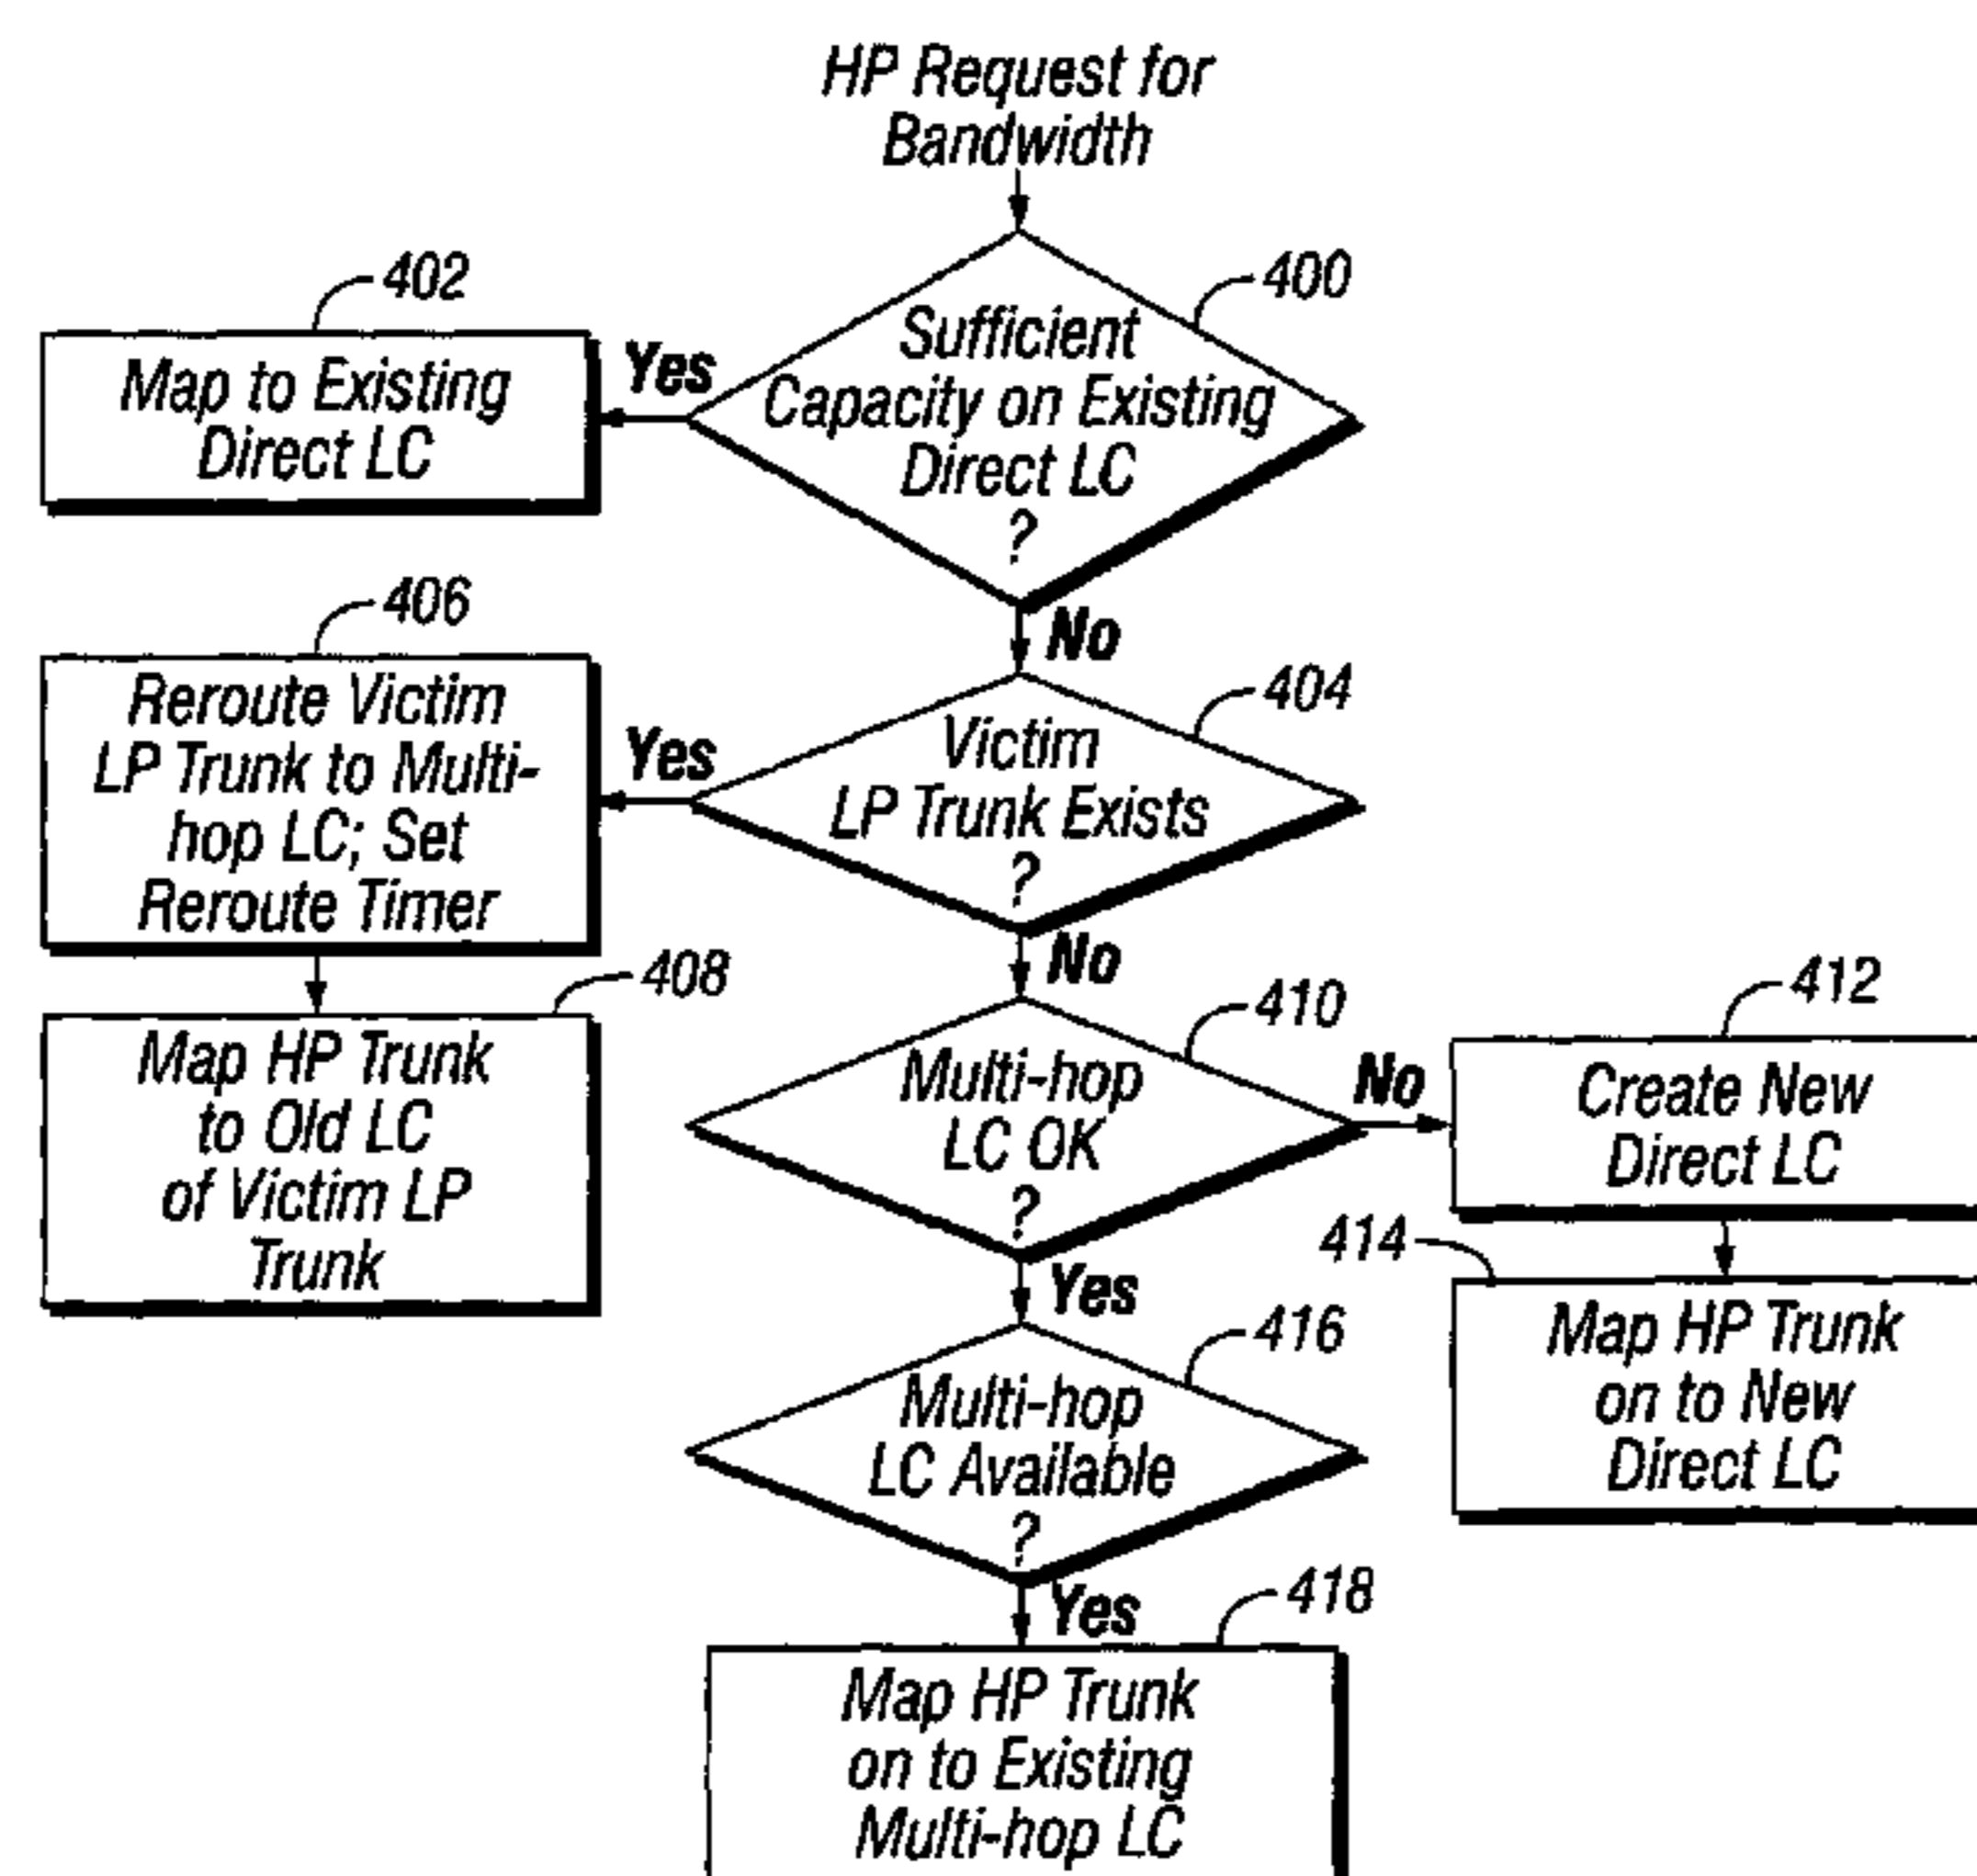 HP Request for
Bandwidth
400
Sufficient
Capacity on Existing
Direct LC
?
Yes
402
Map to Existing
Direct LC
No
404
Victim
LP Trunk Exists
?
Yes
406
Reroute Victim
LP Trunk to Multi-
hop LC; Set
Reroute Timer
408
Map HP Trunk
to Old LC
of Victim LP
Trunk
No
410
Multi-hop
LC OK
?
No
412
Create New
Direct LC
414
Map HP Trunk
on to New
Direct LC
Yes
416
Multi-hop
LC Available
?
Yes
418
Map HP Trunk
on to Existing
Multi-hop LC